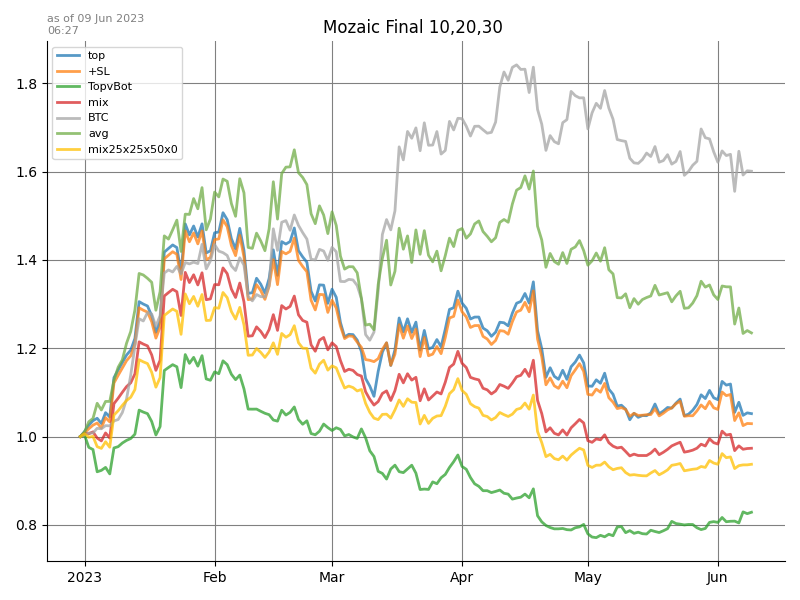 as of 09 Jun 2023
06:27
Mozaic Final 10,20,30
top
+SL
TopvBot
mix
BTC
avg
mix25x25x50x0
1.8
1.6
1.4
1.2
1.0
0.8
2023 Feb Mar Apr May Jun